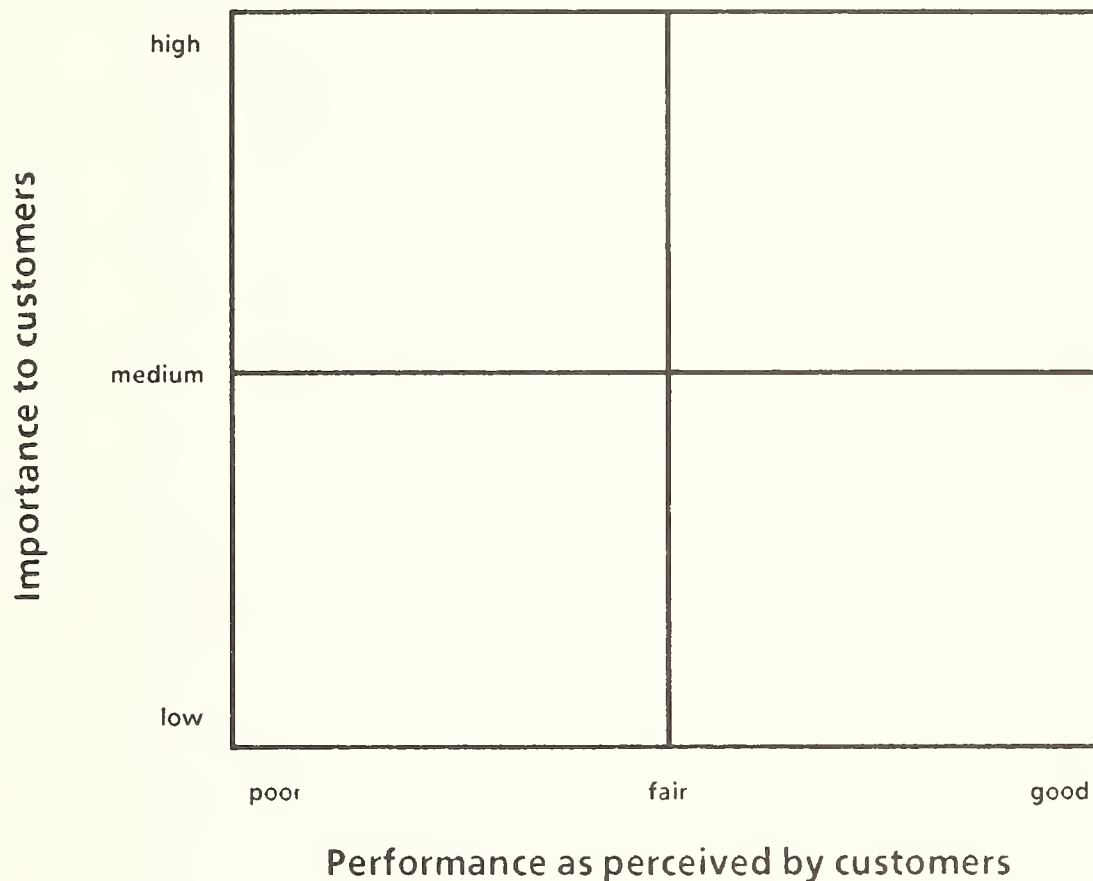 high
Importance to customers
medium
low
poor
fair
good
Performance as perceived by customers